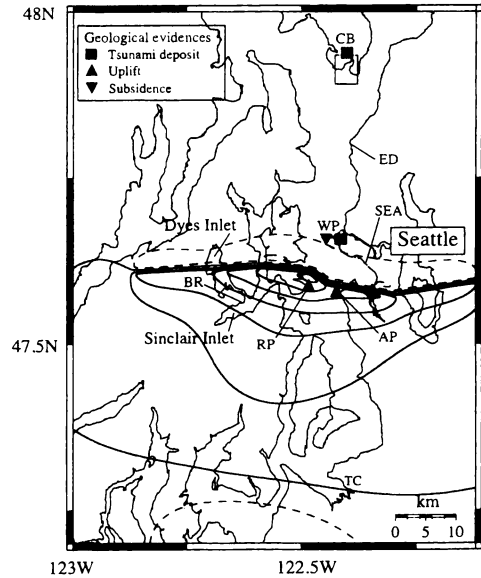 48N
Geological evidences
Tsunami deposit
Uplift
Subsidence
CB
ED
WP
SEA
Dyes Inlet
Seattle
BR
Sinclair Inlet
RP
AP
47.5N
TC
km
0 5 10
123W
122.5W